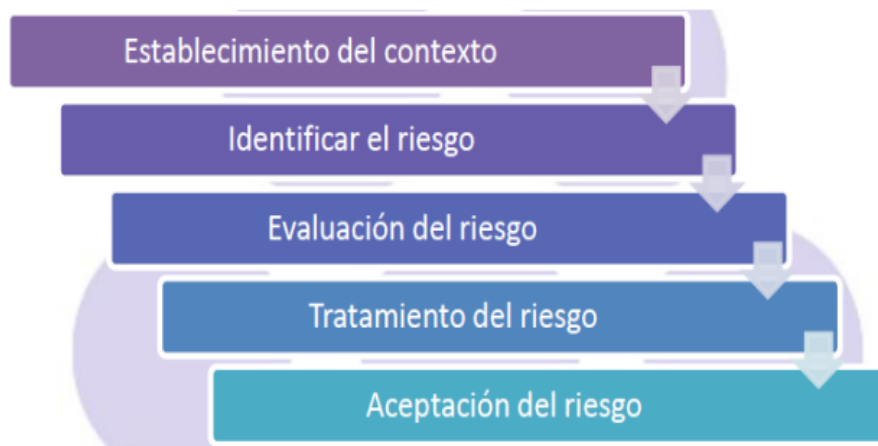 Establecimiento del contexto
Identificar el riesgo
Evaluación del riesgo
Tratamiento del riesgo
Aceptación del riesgo